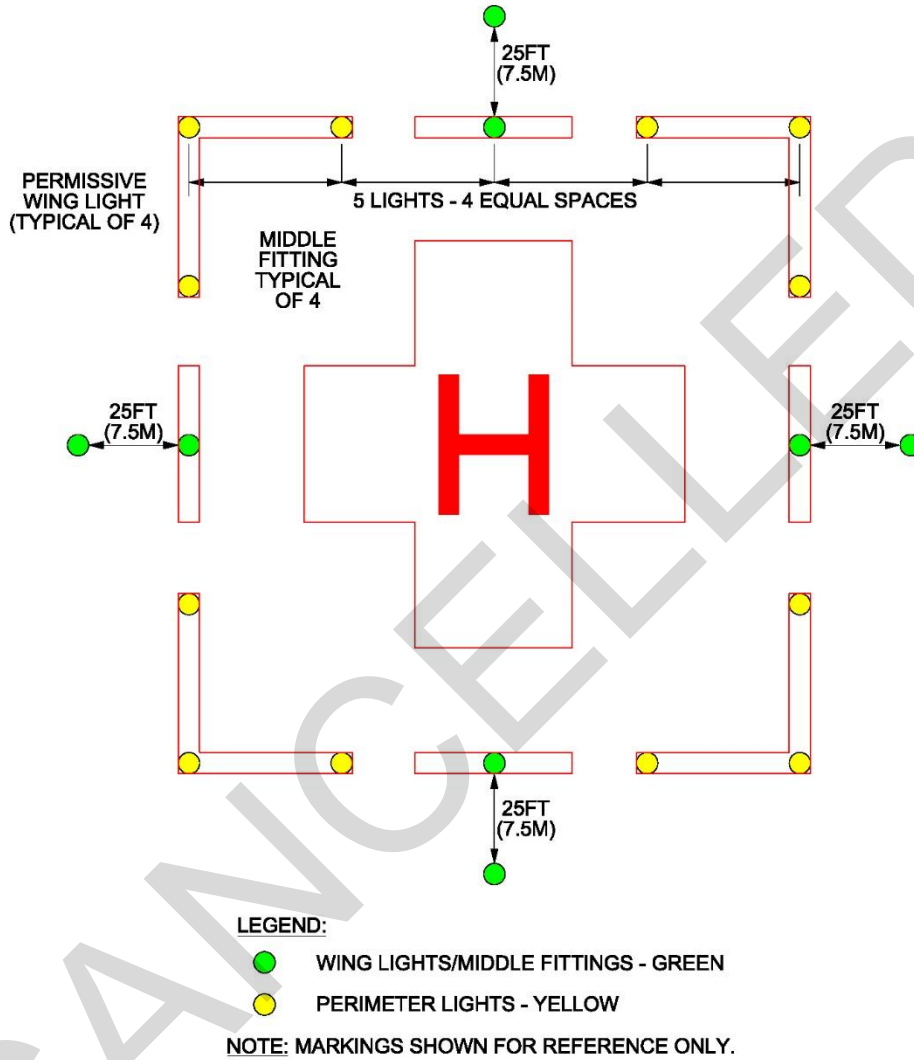 25FT
(7.5M)
PERMISSIVE
WING LIGHT
(TYPICAL OF 4)
5 LIGHTS - 4 EQUAL SPACES
MIDDLE
FITTING
TYPICAL
OF 4
25FT
(7.5M)
H
25FT
(7.5M)
25FT
(7.5M)
LEGEND:
WING LIGHTS/MIDDLE FITTINGS - GREEN
PERIMETER LIGHTS - YELLOW
NOTE: MARKINGS SHOWN FOR REFERENCE ONLY.
CANCELLED